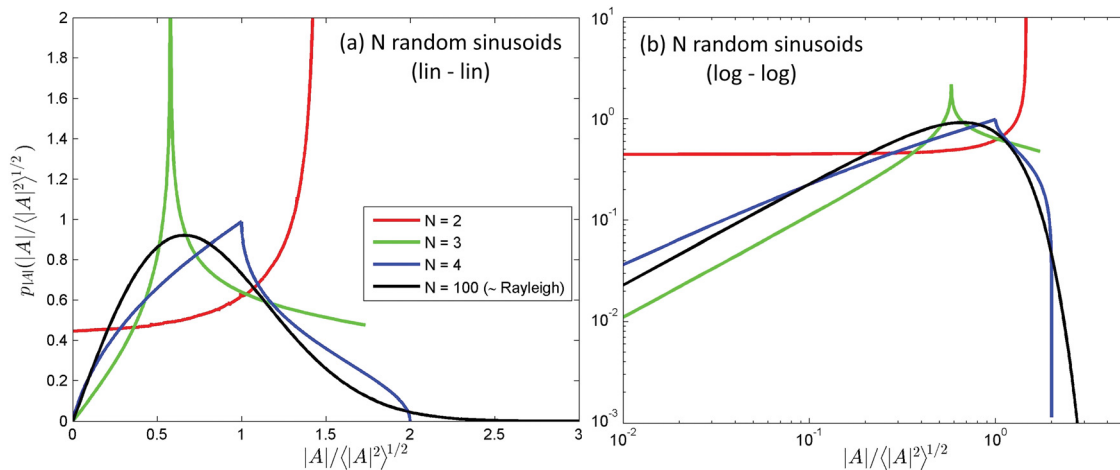 (a) N random sinusoids
(lin - lin)
2
1.8
1.6
1.4
1.2
1
0.8
0.6
0.4
0.2
0
p|A|(|A|/⟨|A|²⟩^1/2)
N = 2
N = 3
N = 4
N = 100 (~ Rayleigh)
0 0.5 1 1.5 2 2.5 3
|A|/⟨|A|²⟩^1/2
(b) N random sinusoids
(log - log)
10^1
10^0
10^-1
10^-2
10^-3
10^-2 10^-1 10^0
|A|/⟨|A|²⟩^1/2